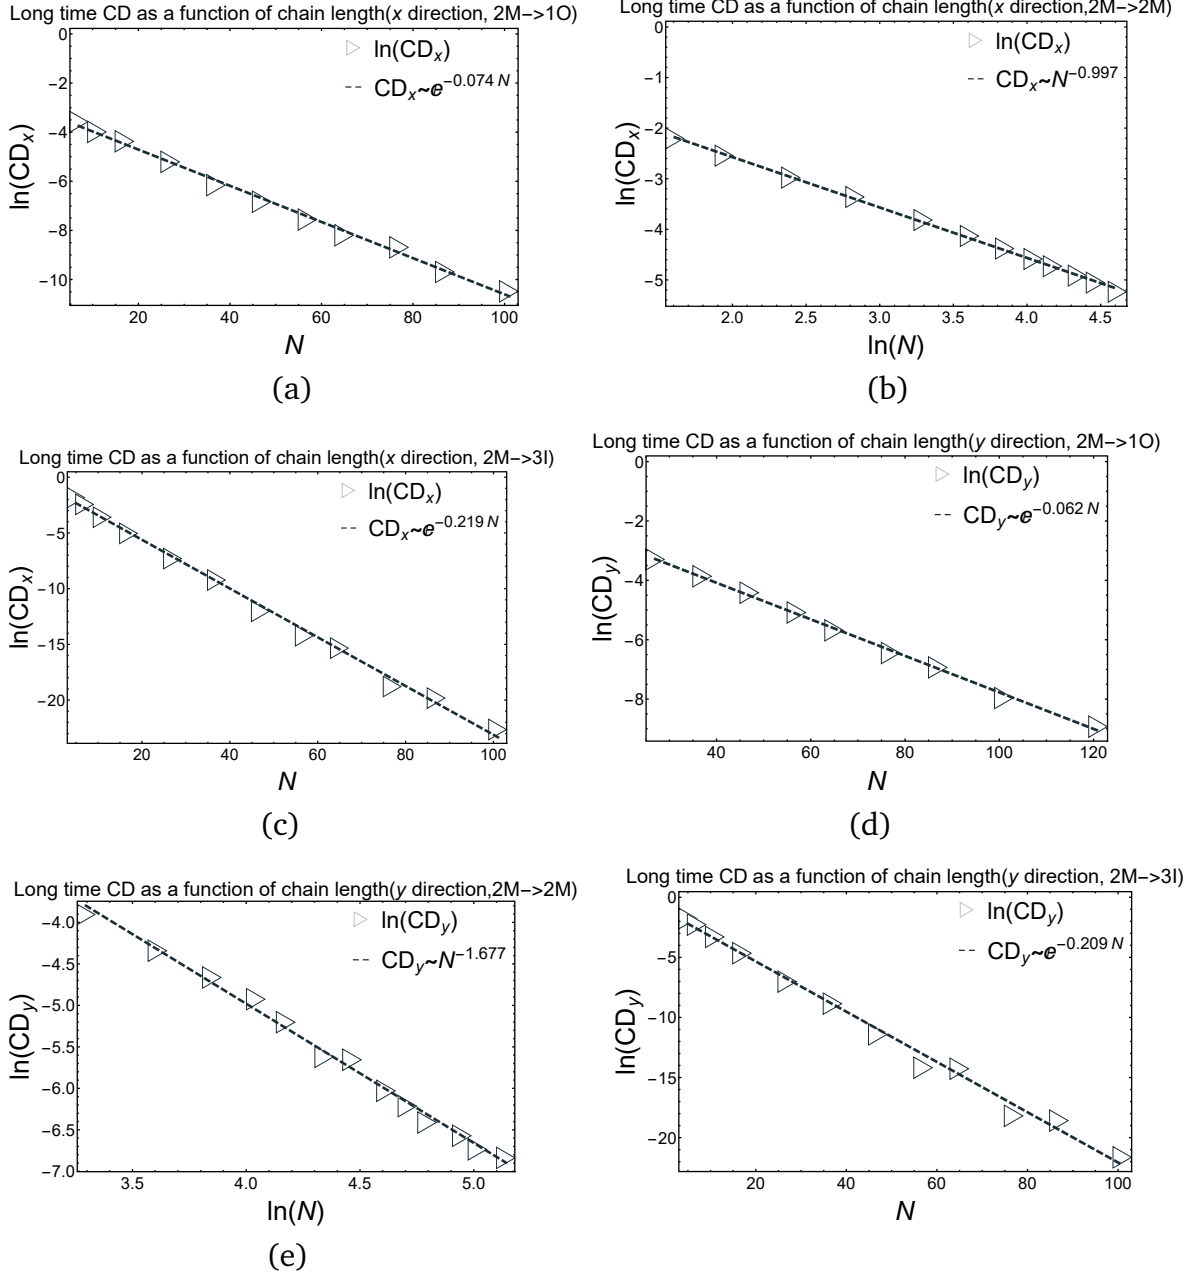 Long time CD as a function of chain length(x direction, 2M->1O)
ln(CDx)
CDx~e^−0.074 N
0
−2
−4
−6
−8
−10
ln(CDx)
20
40
60
80
100
N
(a)
Long time CD as a function of chain length(x direction,2M->2M)
ln(CDx)
CDx~N^−0.997
0
−1
−2
−3
−4
−5
ln(CDx)
2.0
2.5
3.0
3.5
4.0
4.5
ln(N)
(b)
Long time CD as a function of chain length(x direction, 2M->3I)
ln(CDx)
CDx~e^−0.219 N
0
−5
−10
−15
−20
ln(CDx)
20
40
60
80
100
N
(c)
Long time CD as a function of chain length(y direction, 2M->1O)
ln(CDy)
CDy~e^−0.062 N
0
−2
−4
−6
−8
ln(CDy)
40
60
80
100
120
N
(d)
Long time CD as a function of chain length(y direction,2M->2M)
ln(CDy)
CDy~N^−1.677
−4.0
−4.5
−5.0
−5.5
−6.0
−6.5
−7.0
ln(CDy)
3.5
4.0
4.5
5.0
ln(N)
(e)
Long time CD as a function of chain length(y direction, 2M->3I)
ln(CDy)
CDy~e^−0.209 N
0
−5
−10
−15
−20
ln(CDy)
20
40
60
80
100
N